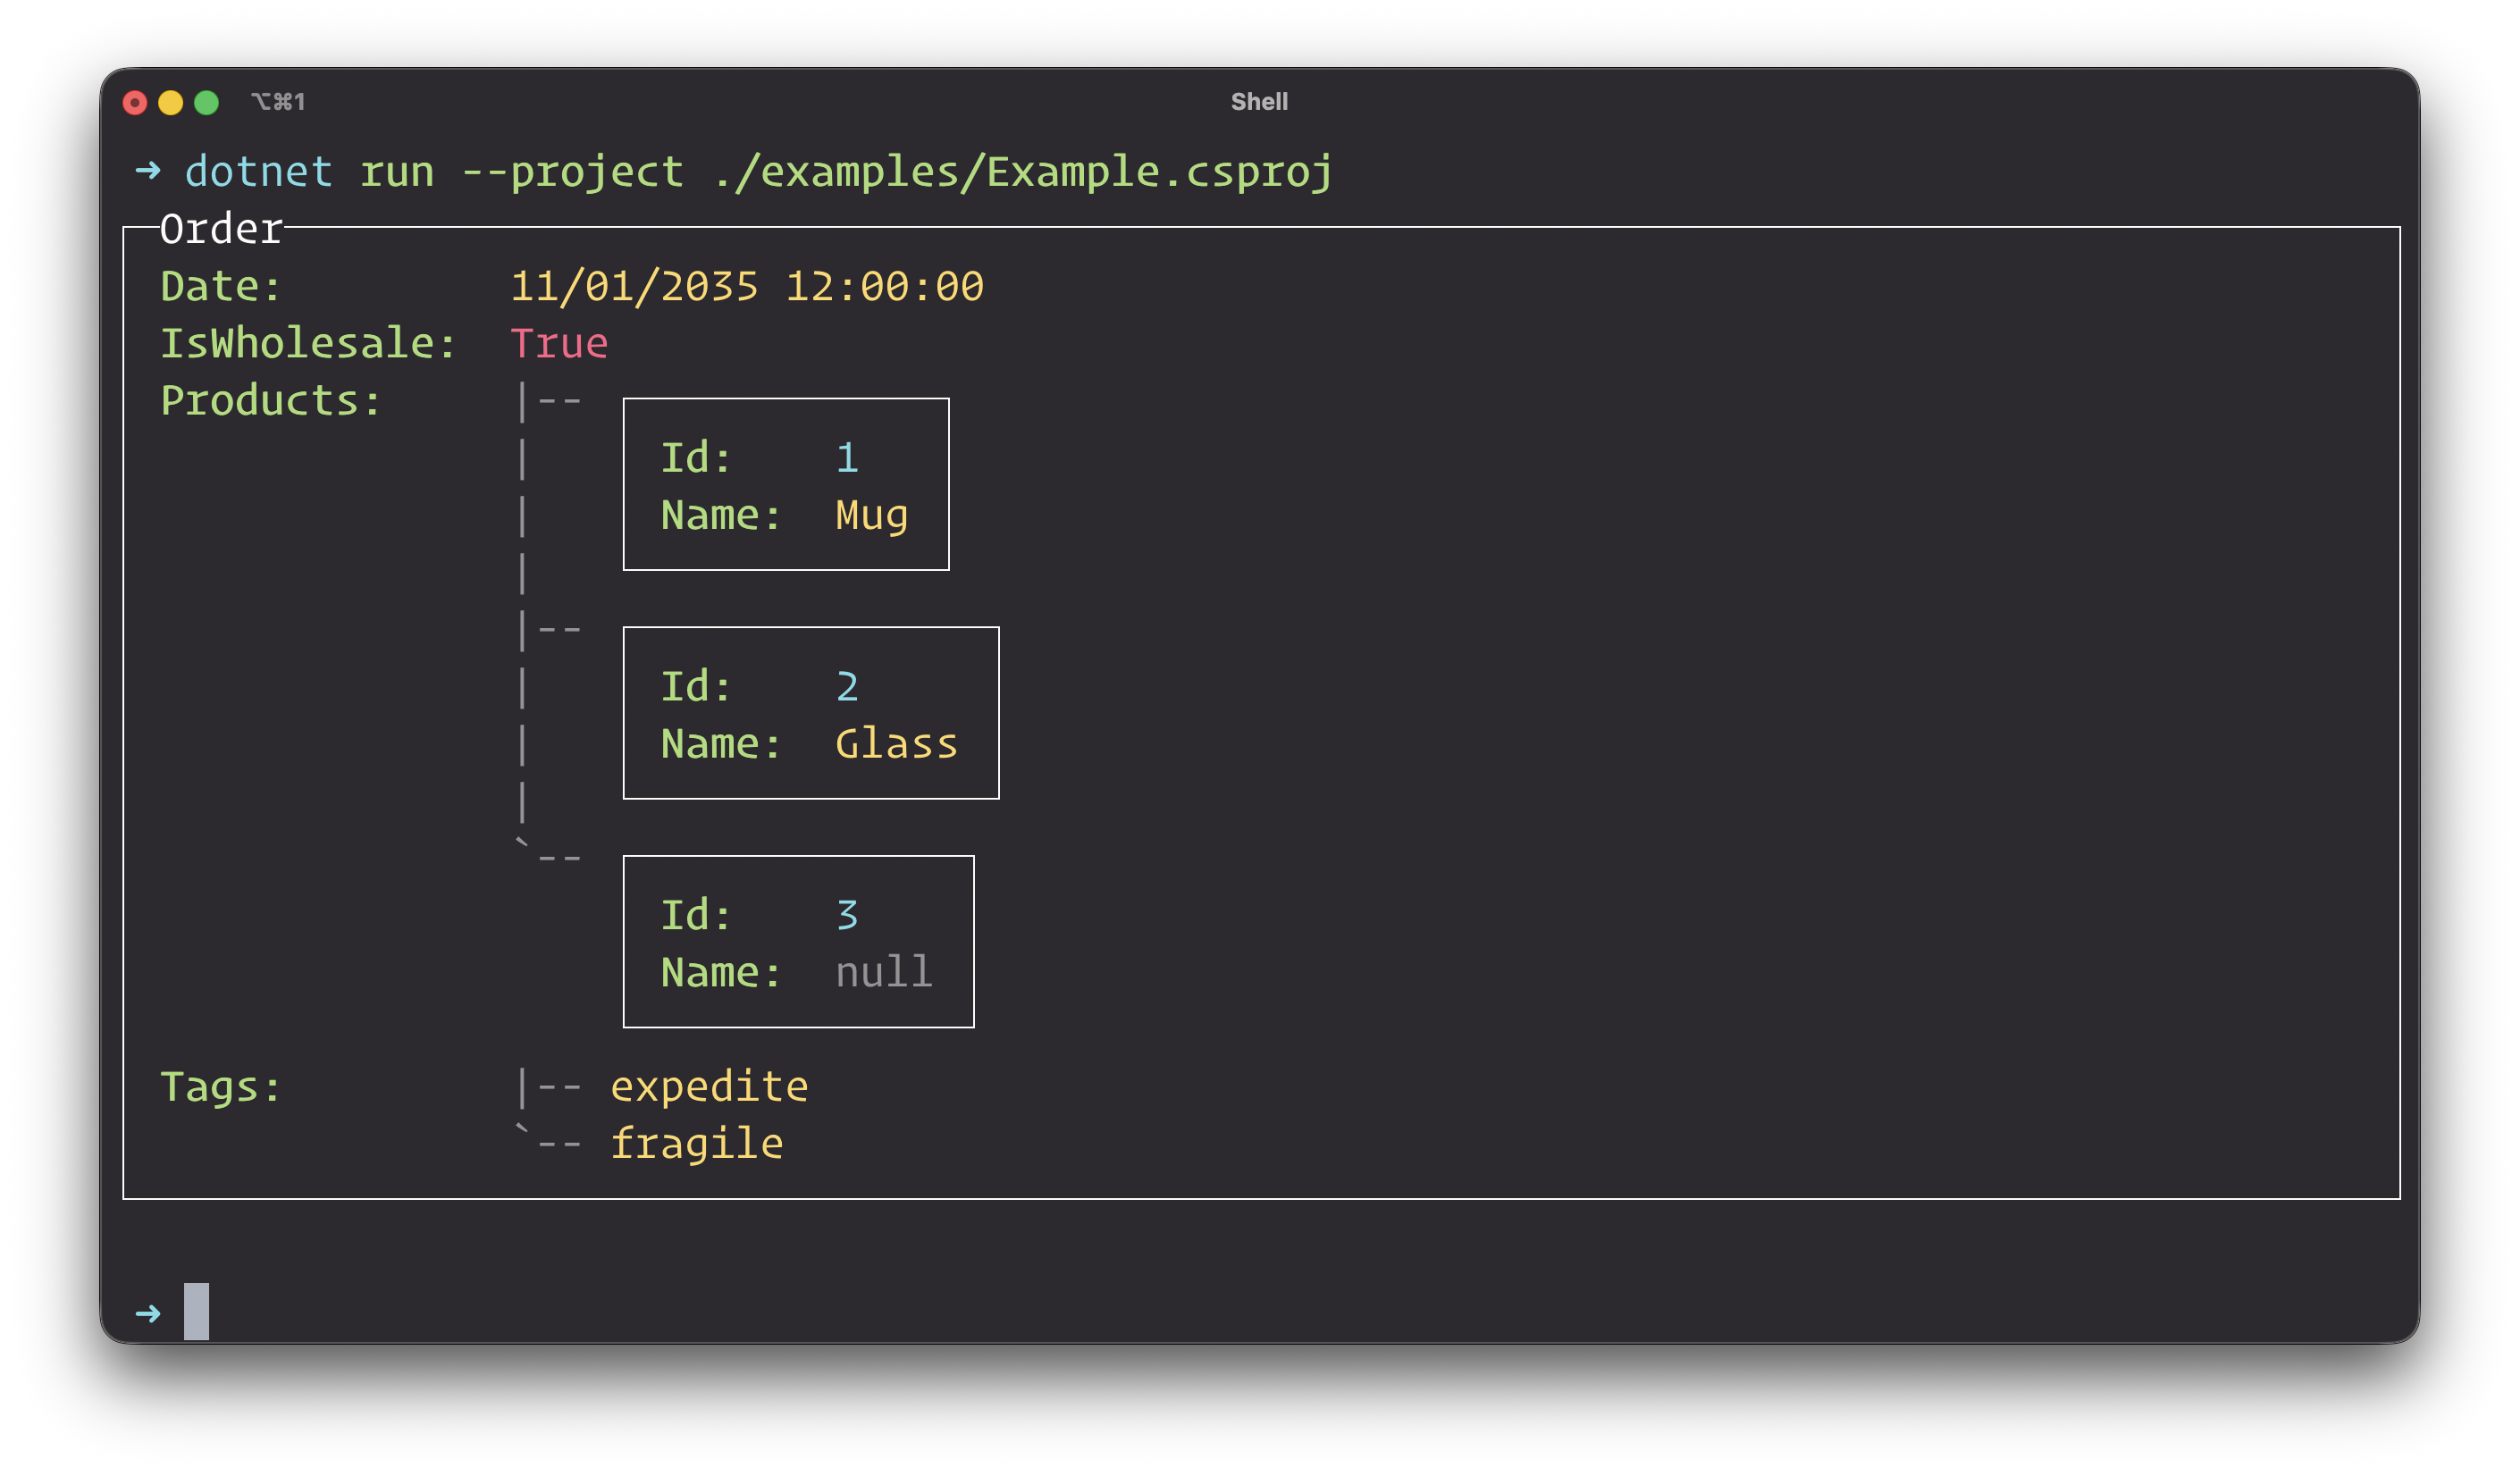 ⌥⌘1 Shell
➜ dotnet run --project ./examples/Example.csproj
Order
Date: 11/01/2035 12:00:00
IsWholesale: True
Products: |--
| Id: 1
| Name: Mug
|
|--
| Id: 2
| Name: Glass
|
`--
Id: 3
Name: null
Tags: |-- expedite
`-- fragile
➜